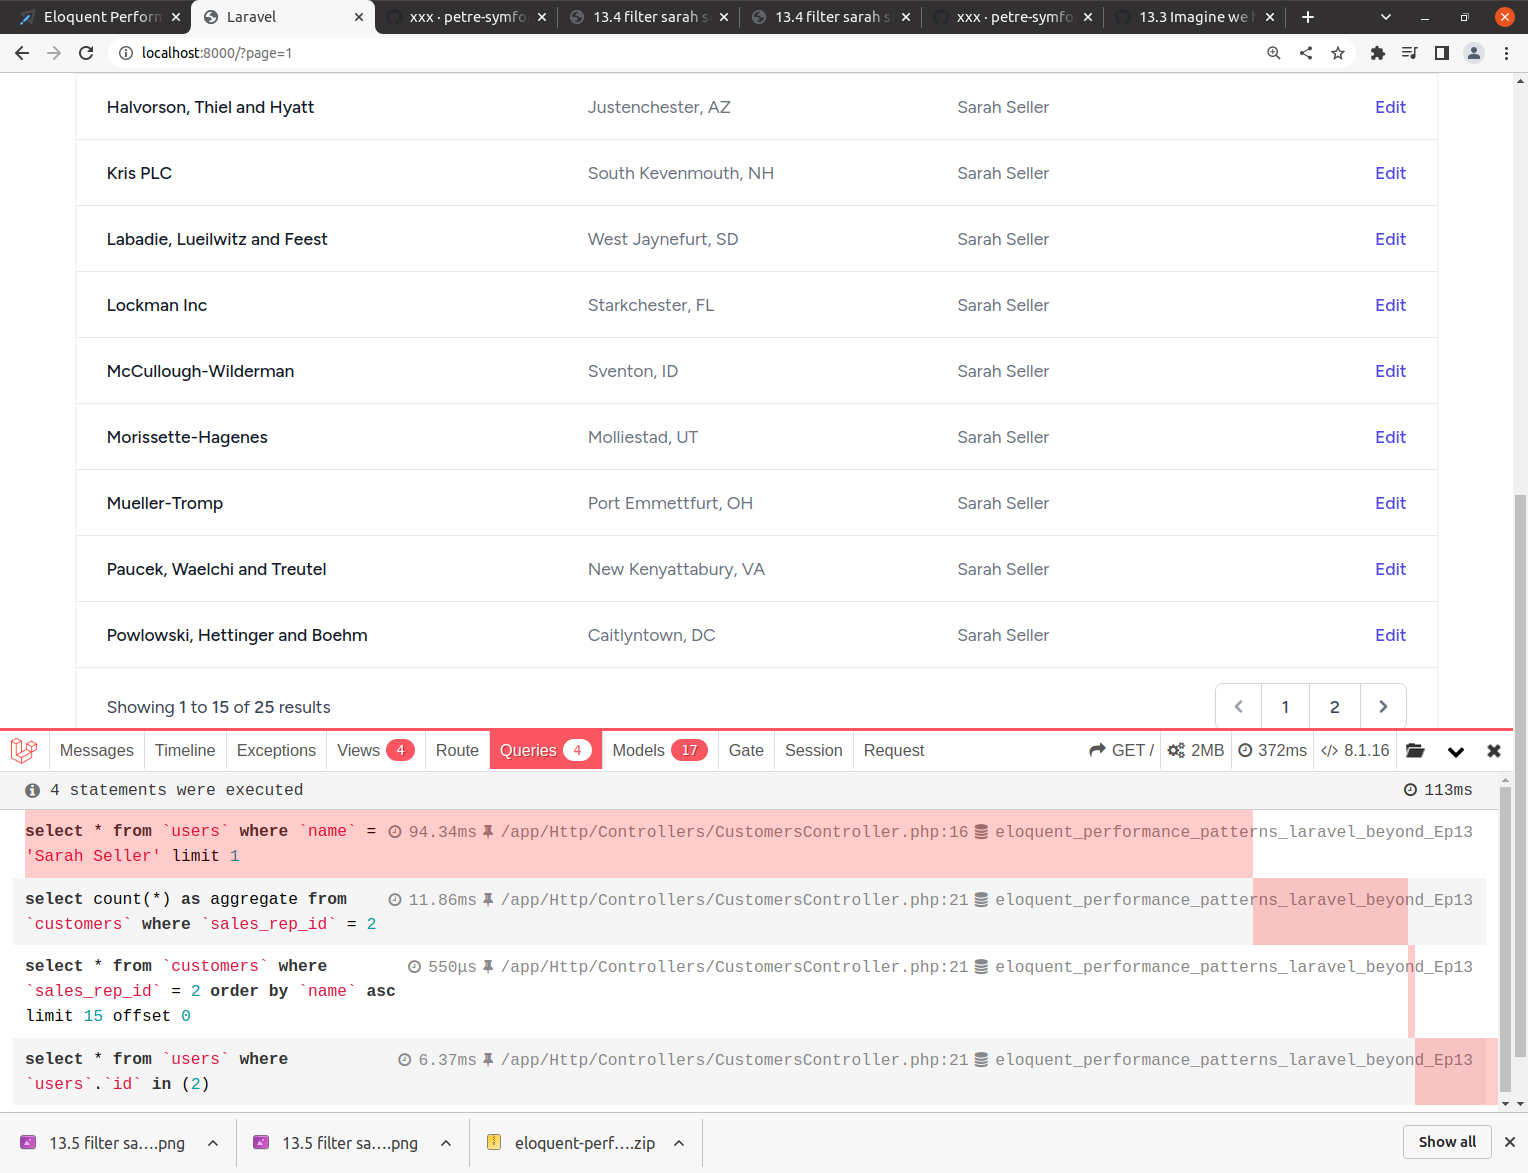 Eloquent Perform
Laravel
xxx · petre-symfo
13.4 filter sarah s
13.4 filter sarah s
xxx · petre-symfo
13.3 Imagine we h
localhost:8000/?page=1
Halvorson, Thiel and Hyatt Justenchester, AZ Sarah Seller Edit
Kris PLC South Kevenmouth, NH Sarah Seller Edit
Labadie, Lueilwitz and Feest West Jaynefurt, SD Sarah Seller Edit
Lockman Inc Starkchester, FL Sarah Seller Edit
McCullough-Wilderman Sventon, ID Sarah Seller Edit
Morissette-Hagenes Molliestad, UT Sarah Seller Edit
Mueller-Tromp Port Emmettfurt, OH Sarah Seller Edit
Paucek, Waelchi and Treutel New Kenyattabury, VA Sarah Seller Edit
Powlowski, Hettinger and Boehm Caitlyntown, DC Sarah Seller Edit
Showing 1 to 15 of 25 results 1 2
Messages Timeline Exceptions Views 4 Route Queries 4 Models 17 Gate Session Request GET / 2MB 372ms 8.1.16
4 statements were executed 113ms
select * from `users` where `name` = 94.34ms /app/Http/Controllers/CustomersController.php:16 eloquent_performance_patterns_laravel_beyond_Ep13
'Sarah Seller' limit 1
select count(*) as aggregate from 11.86ms /app/Http/Controllers/CustomersController.php:21 eloquent_performance_patterns_laravel_beyond_Ep13
`customers` where `sales_rep_id` = 2
select * from `customers` where 550μs /app/Http/Controllers/CustomersController.php:21 eloquent_performance_patterns_laravel_beyond_Ep13
`sales_rep_id` = 2 order by `name` asc
limit 15 offset 0
select * from `users` where 6.37ms /app/Http/Controllers/CustomersController.php:21 eloquent_performance_patterns_laravel_beyond_Ep13
`users`.`id` in (2)
13.5 filter sa....png 13.5 filter sa....png eloquent-perf....zip Show all